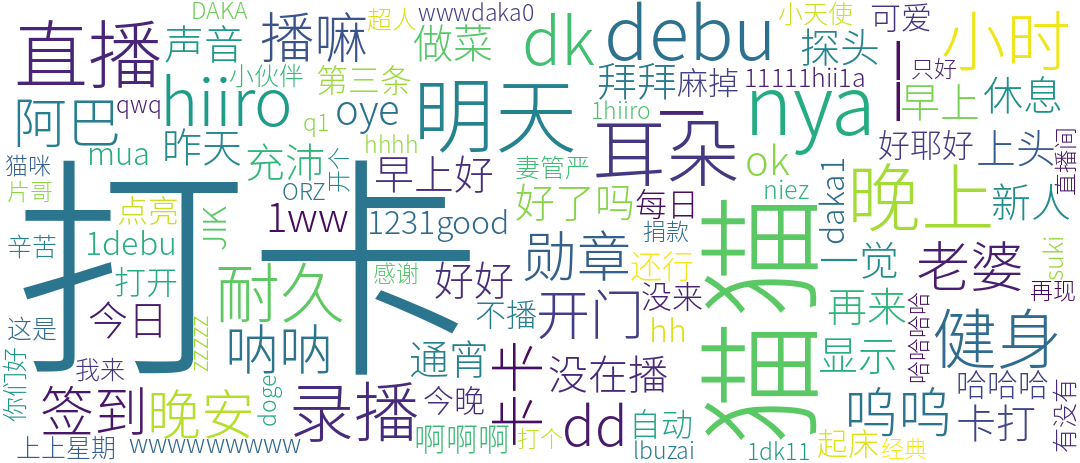 DAKA
超人
wwwdaka0
小天使
可爱
直播
声音
播嘛
做菜
dk
debu
探头
小时
小伙伴
第三条
只好
hiiro
oye
明天
拜拜
麻掉
11111hii1a
一
阿巴
qwq
q1
1hiiro
nya
早上
休息
昨天
hhhh
耳朵
mua
充沛
开个
早上好
ok
好耶好
上头
直播间
猫咪
片哥
妻管严
打卡
ORZ
niez
晚上
点亮
JIK
1ww
1231good
好了吗
每日
猫猫
daka1
新人
辛苦
1debu
捐款
suki
打开
耐久
感谢
好好
勋章
还行
一觉
老婆
这是
今日
zzzzz
呐呐
不播
开门
没来
再来
再现
hh
哈哈哈哈
健身
你们好
我来
通宵
半半
没在播
显示
签到
晚安
doge
录播
今晚
dd
呜呜
哈哈哈
卡打
有没有
上上星期
wwwwwwww
啊啊啊
打个
自动
lbuzai
1dk11
起床
经典